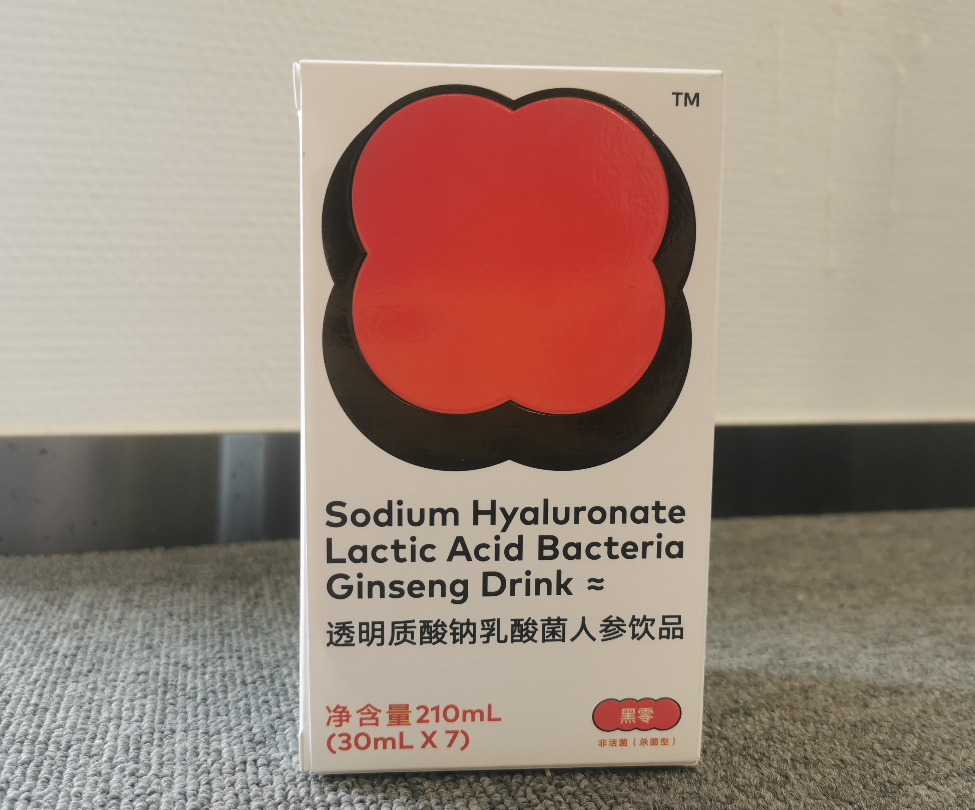 TM
Sodium Hyaluronate
Lactic Acid Bacteria
Ginseng Drink ≈
透明质酸钠乳酸菌人参饮品
净含量210mL
(30mL X 7)
黑零
非活菌（杀菌型）